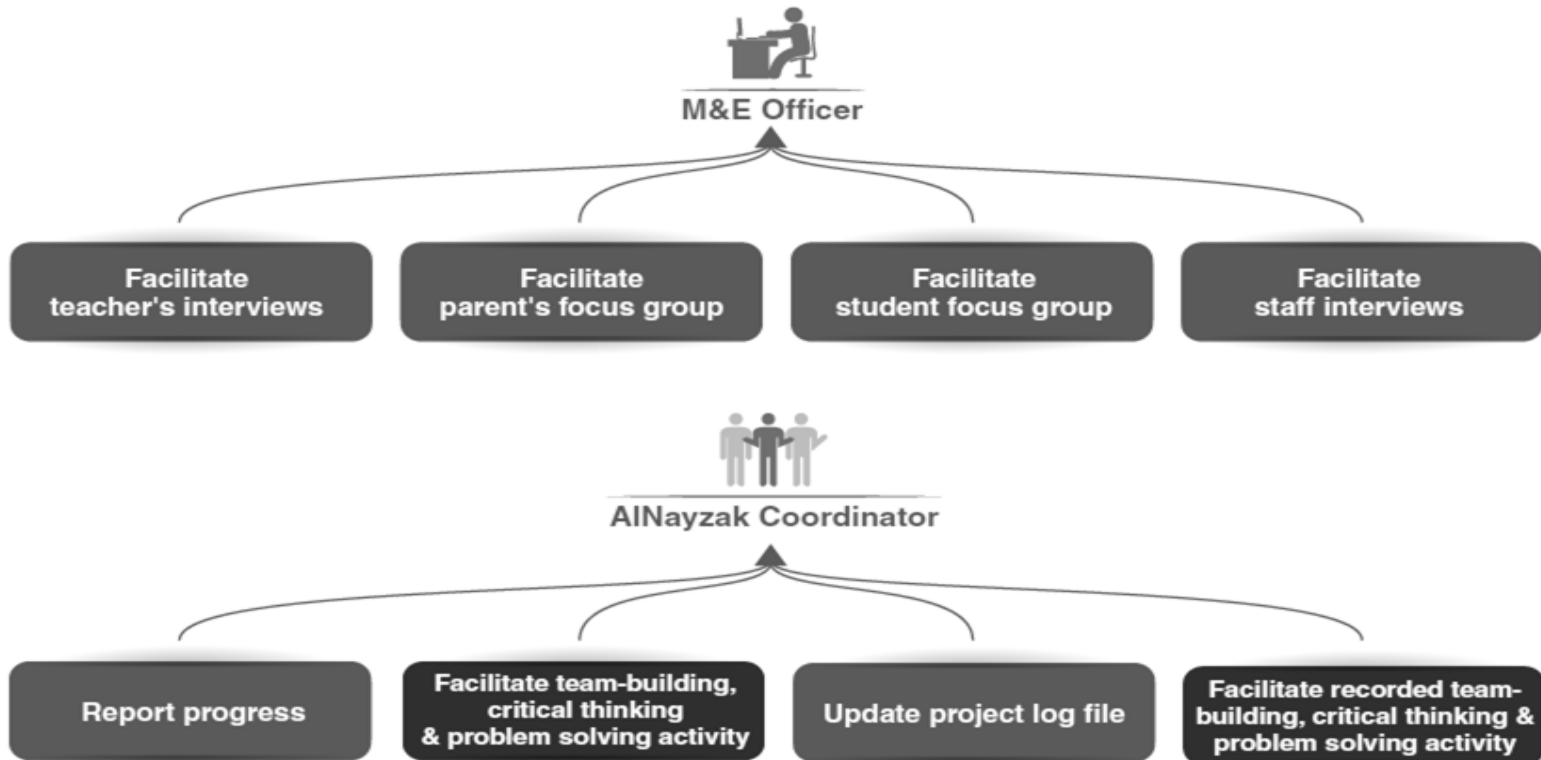 M&E Officer
Facilitate
teacher's interviews
Facilitate
parent's focus group
Facilitate
student focus group
Facilitate
staff interviews
AlNayzak Coordinator
Report progress
Facilitate team-building,
critical thinking
& problem solving activity
Update project log file
Facilitate recorded team-
building, critical thinking &
problem solving activity